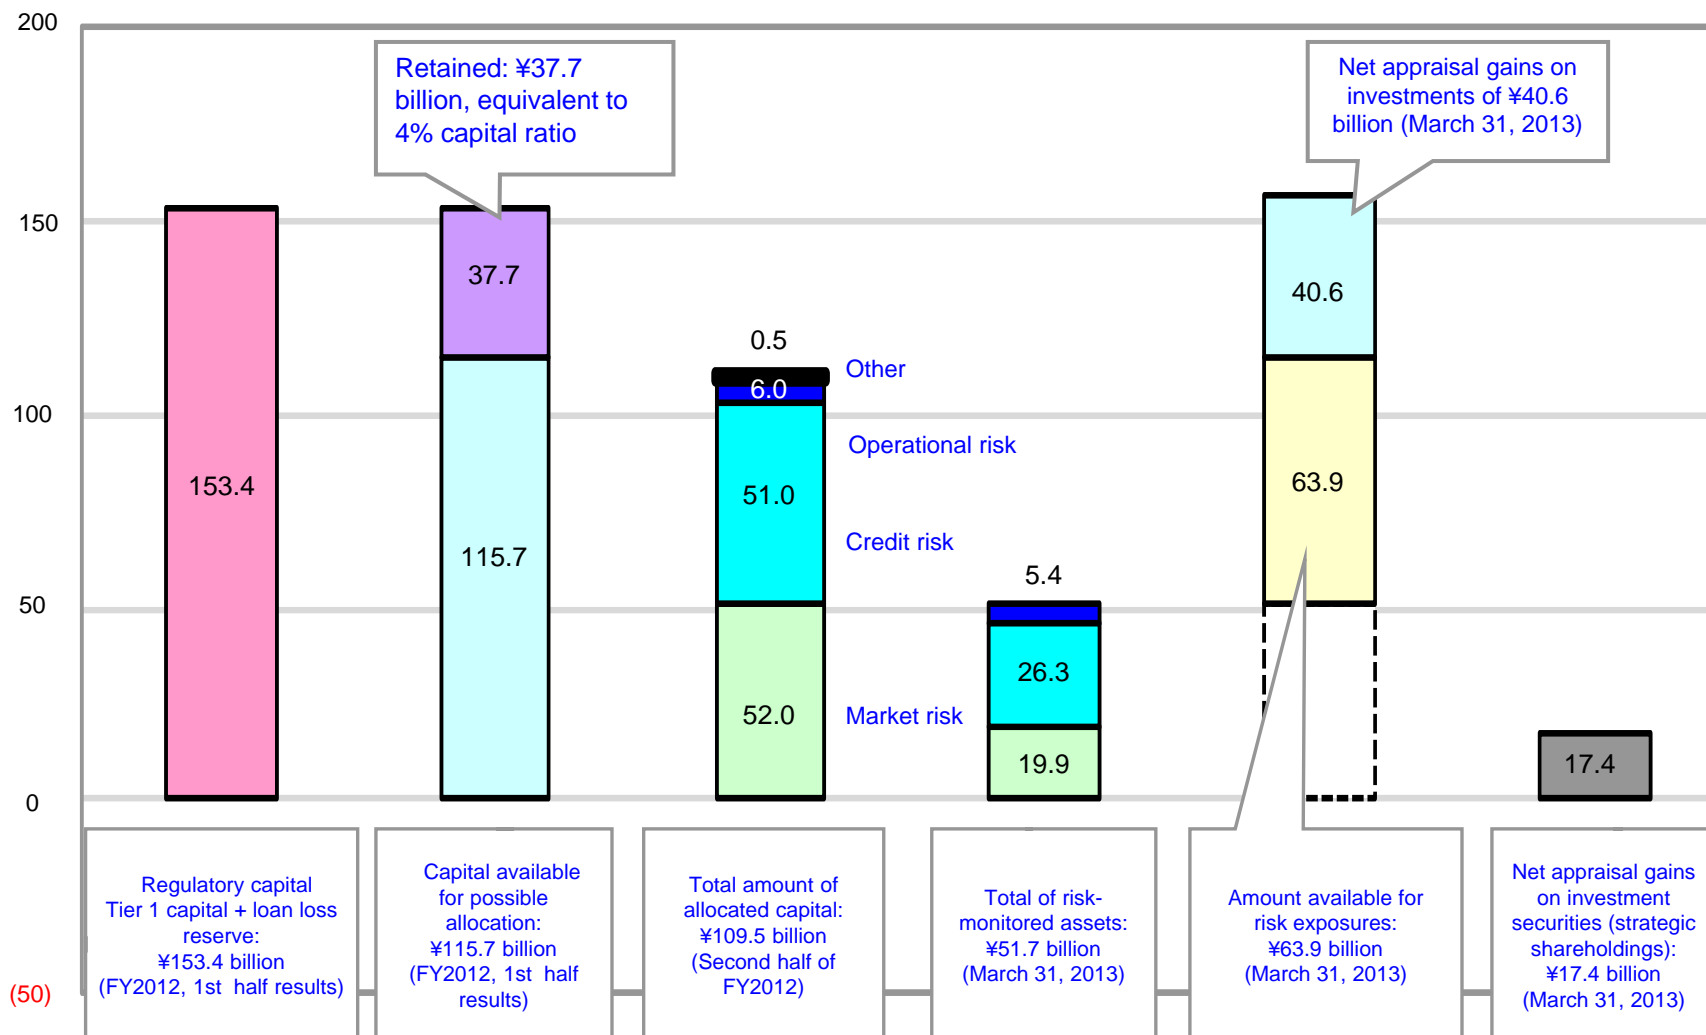 200
150
100
50
0
(50)
Retained: ¥37.7
billion, equivalent to
4% capital ratio
Net appraisal gains on
investments of ¥40.6
billion (March 31, 2013)
153.4
37.7
115.7
0.5
6.0
51.0
52.0
Other
Operational risk
Credit risk
Market risk
5.4
26.3
19.9
40.6
63.9
17.4
Regulatory capital
Tier 1 capital + loan loss
reserve:
¥153.4 billion
(FY2012, 1st half results)
Capital available
for possible
allocation:
¥115.7 billion
(FY2012, 1st half
results)
Total amount of
allocated capital:
¥109.5 billion
(Second half of
FY2012)
Total of risk-
monitored assets:
¥51.7 billion
(March 31, 2013)
Amount available for
risk exposures:
¥63.9 billion
(March 31, 2013)
Net appraisal gains
on investment
securities (strategic
shareholdings):
¥17.4 billion
(March 31, 2013)